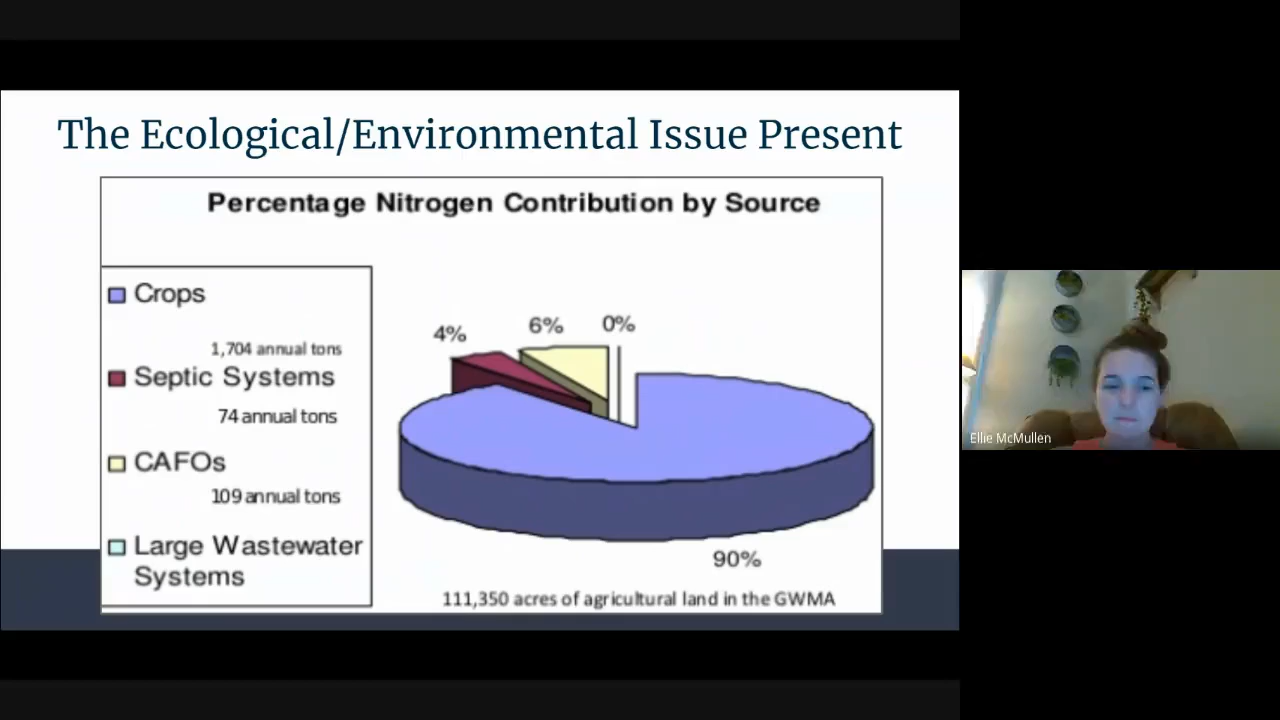 The Ecological/Environmental Issue Present
Percentage Nitrogen Contribution by Source
Crops
1,704 annual tons
Septic Systems
74 annual tons
CAFOs
109 annual tons
Large Wastewater
Systems
4%
6%
0%
90%
111,350 acres of agricultural land in the GWMA
Ellie McMullen